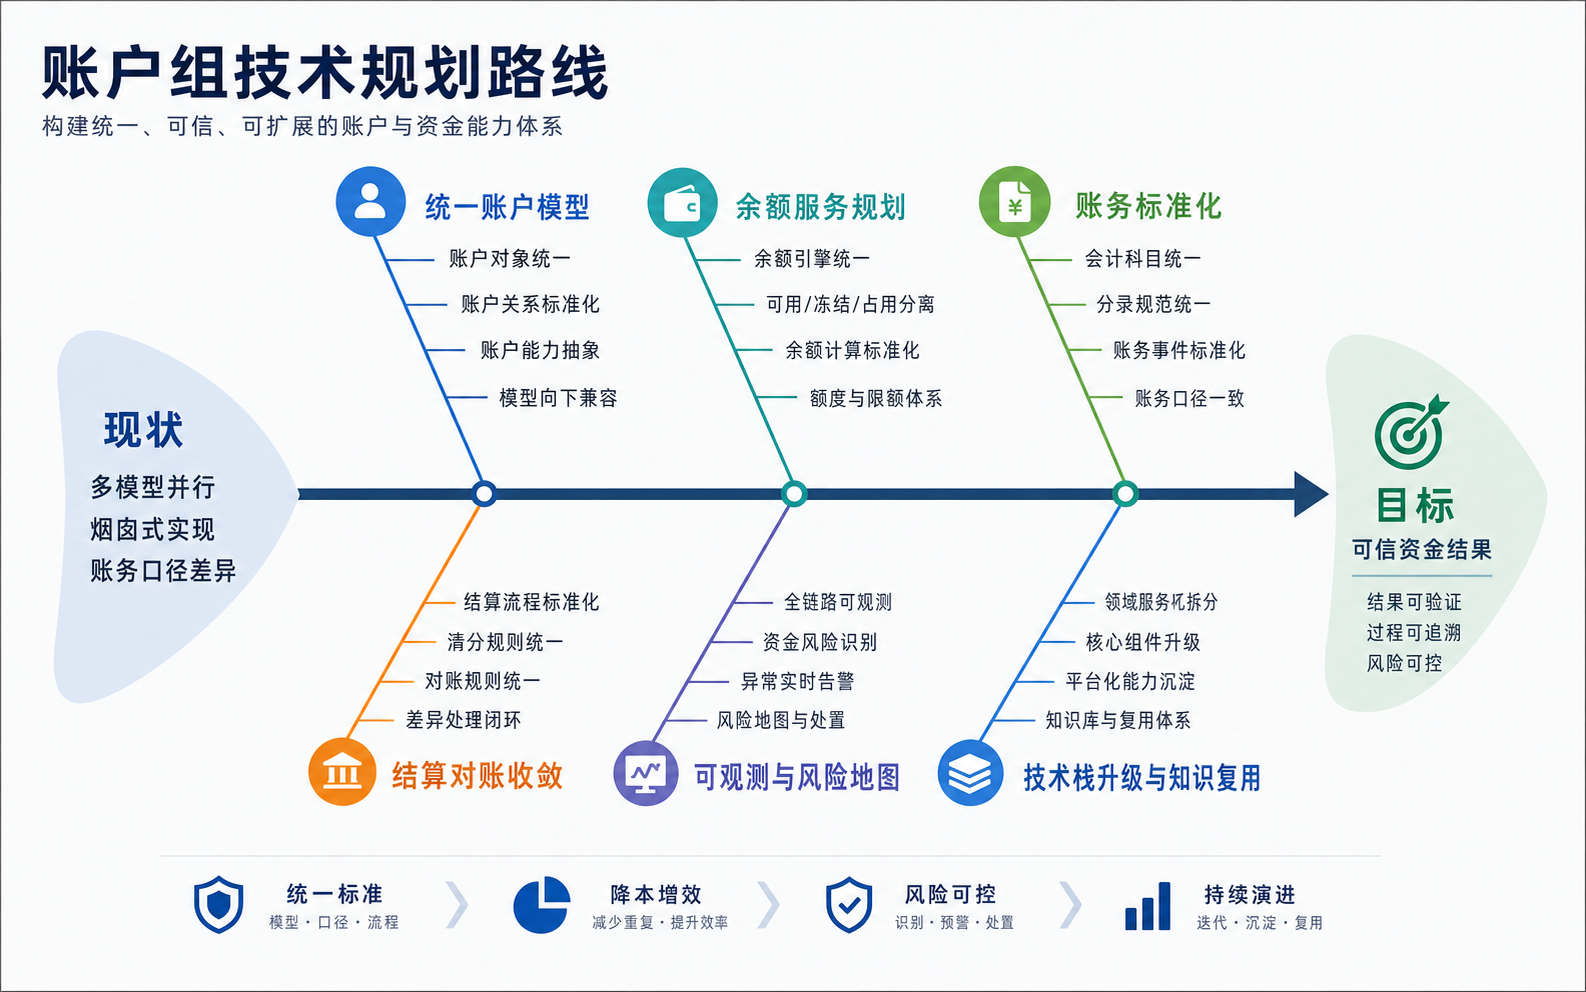 账户组技术规划路线
构建统一、可信、可扩展的账户与资金能力体系
统一账户模型
账户对象统一
账户关系标准化
账户能力抽象
模型向下兼容
余额服务规划
余额引擎统一
可用/冻结/占用分离
余额计算标准化
额度与限额体系
账务标准化
会计科目统一
分录规范统一
账务事件标准化
账务口径一致
现状
多模型并行
烟囱式实现
账务口径差异
目标
可信资金结果
结果可验证
过程可追溯
风险可控
结算流程标准化
清分规则统一
对账规则统一
差异处理闭环
结算对账收敛
全链路可观测
资金风险识别
异常实时告警
风险地图与处置
可观测与风险地图
领域服务拆分
核心组件升级
平台化能力沉淀
知识库与复用体系
技术栈升级与知识复用
统一标准
模型·口径·流程
降本增效
减少重复·提升效率
风险可控
识别·预警·处置
持续演进
迭代·沉淀·复用